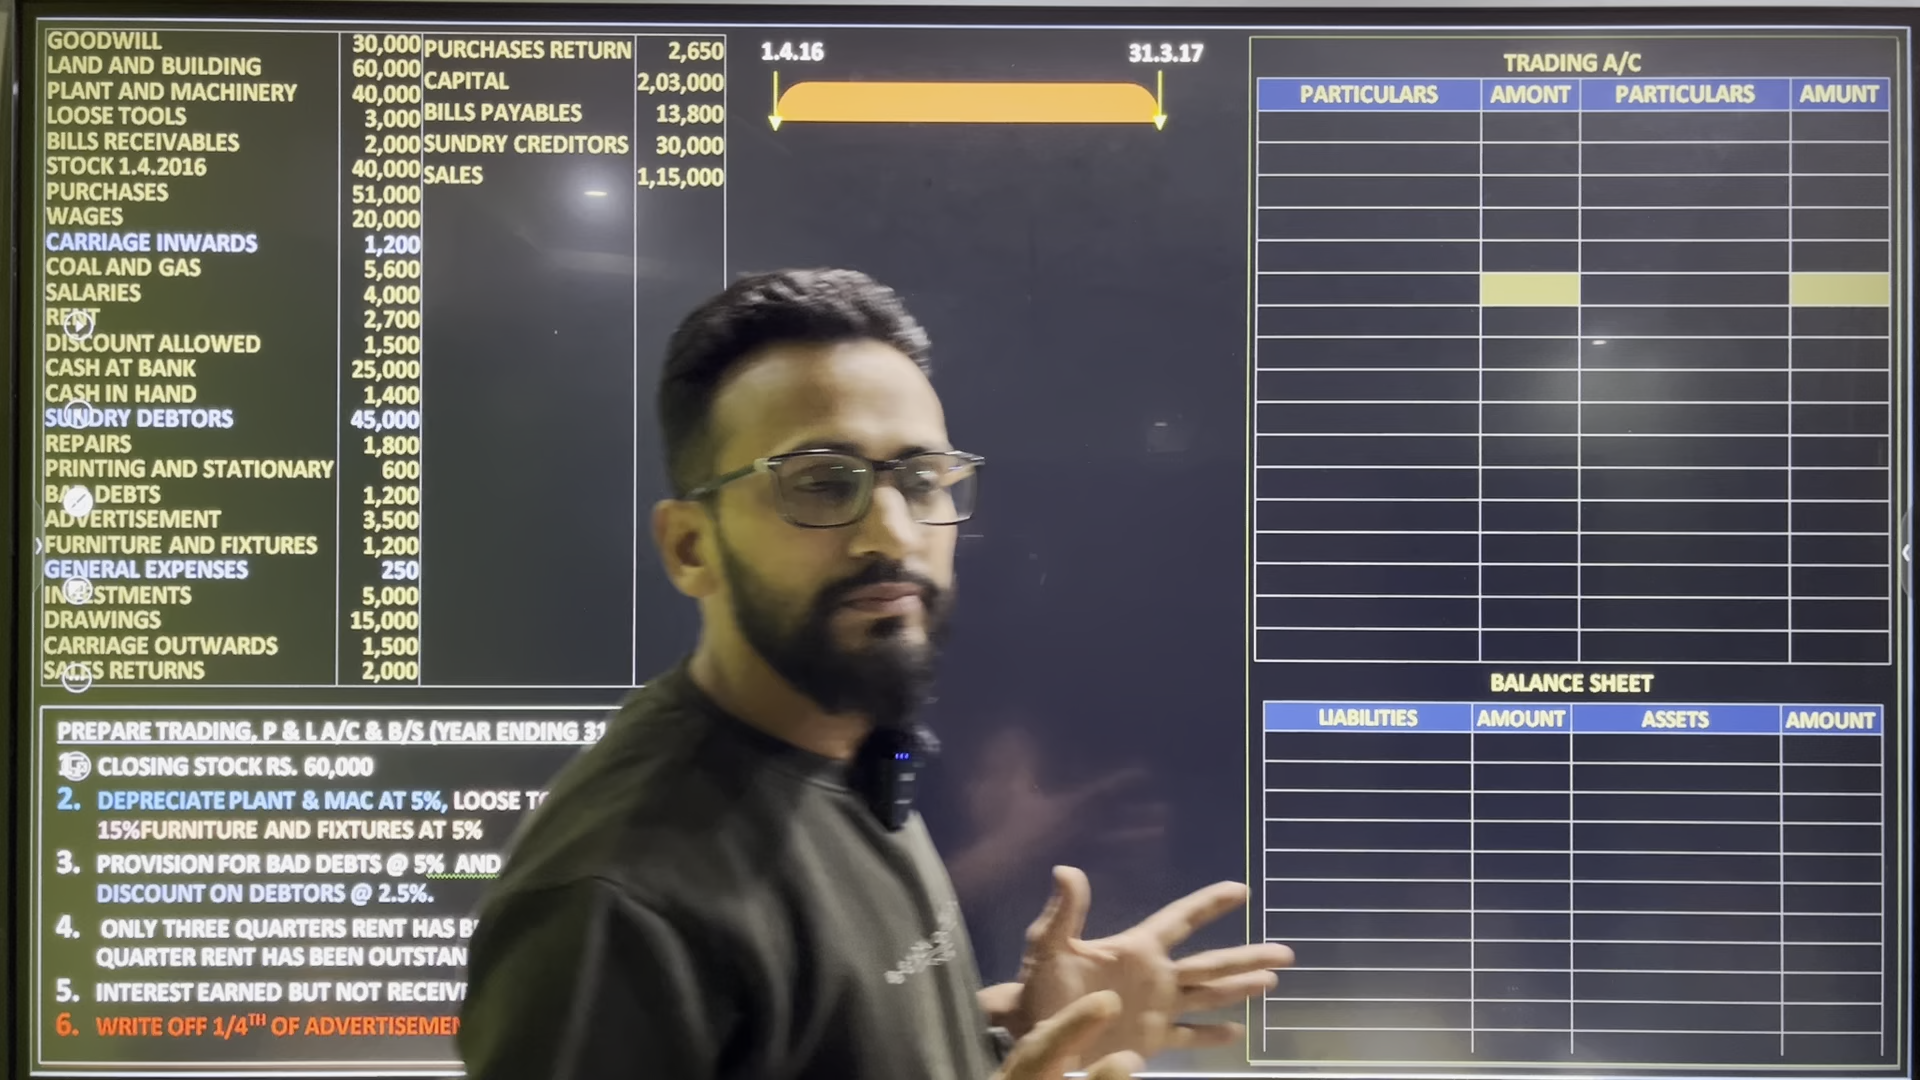 GOODWILL 30,000
LAND AND BUILDING 60,000
PLANT AND MACHINERY 40,000
LOOSE TOOLS 3,000
BILLS RECEIVABLES 2,000
STOCK 1.4.2016 40,000
PURCHASES 51,000
WAGES 20,000
CARRIAGE INWARDS 1,200
COAL AND GAS 5,600
SALARIES 4,000
RENT 2,700
DISCOUNT ALLOWED 1,500
CASH AT BANK 25,000
CASH IN HAND 1,400
SUNDRY DEBTORS 45,000
REPAIRS 1,800
PRINTING AND STATIONARY 600
BAD DEBTS 1,200
ADVERTISEMENT 3,500
FURNITURE AND FIXTURES 1,200
GENERAL EXPENSES 250
INVESTMENTS 5,000
DRAWINGS 15,000
CARRIAGE OUTWARDS 1,500
SALES RETURNS 2,000
PURCHASES RETURN 2,650
CAPITAL 2,03,000
BILLS PAYABLES 13,800
SUNDRY CREDITORS 30,000
SALES 1,15,000
PREPARE TRADING, P & L A/C & B/S (YEAR ENDING 31
1. CLOSING STOCK RS. 60,000
2. DEPRECIATE PLANT & MAC AT 5%, LOOSE
15%FURNITURE AND FIXTURES AT 5%
3. PROVISION FOR BAD DEBTS @ 5% AND
DISCOUNT ON DEBTORS @ 2.5%.
4. ONLY THREE QUARTERS RENT HAS
QUARTER RENT HAS BEEN
5. INTEREST EARNED BUT NOT
6. WRITE OFF 1/4TH OF
1.4.16 31.3.17
TRADING A/C
PARTICULARS AMONT PARTICULARS AMUNT
BALANCE SHEET
LIABILITIES AMOUNT ASSETS AMOUNT